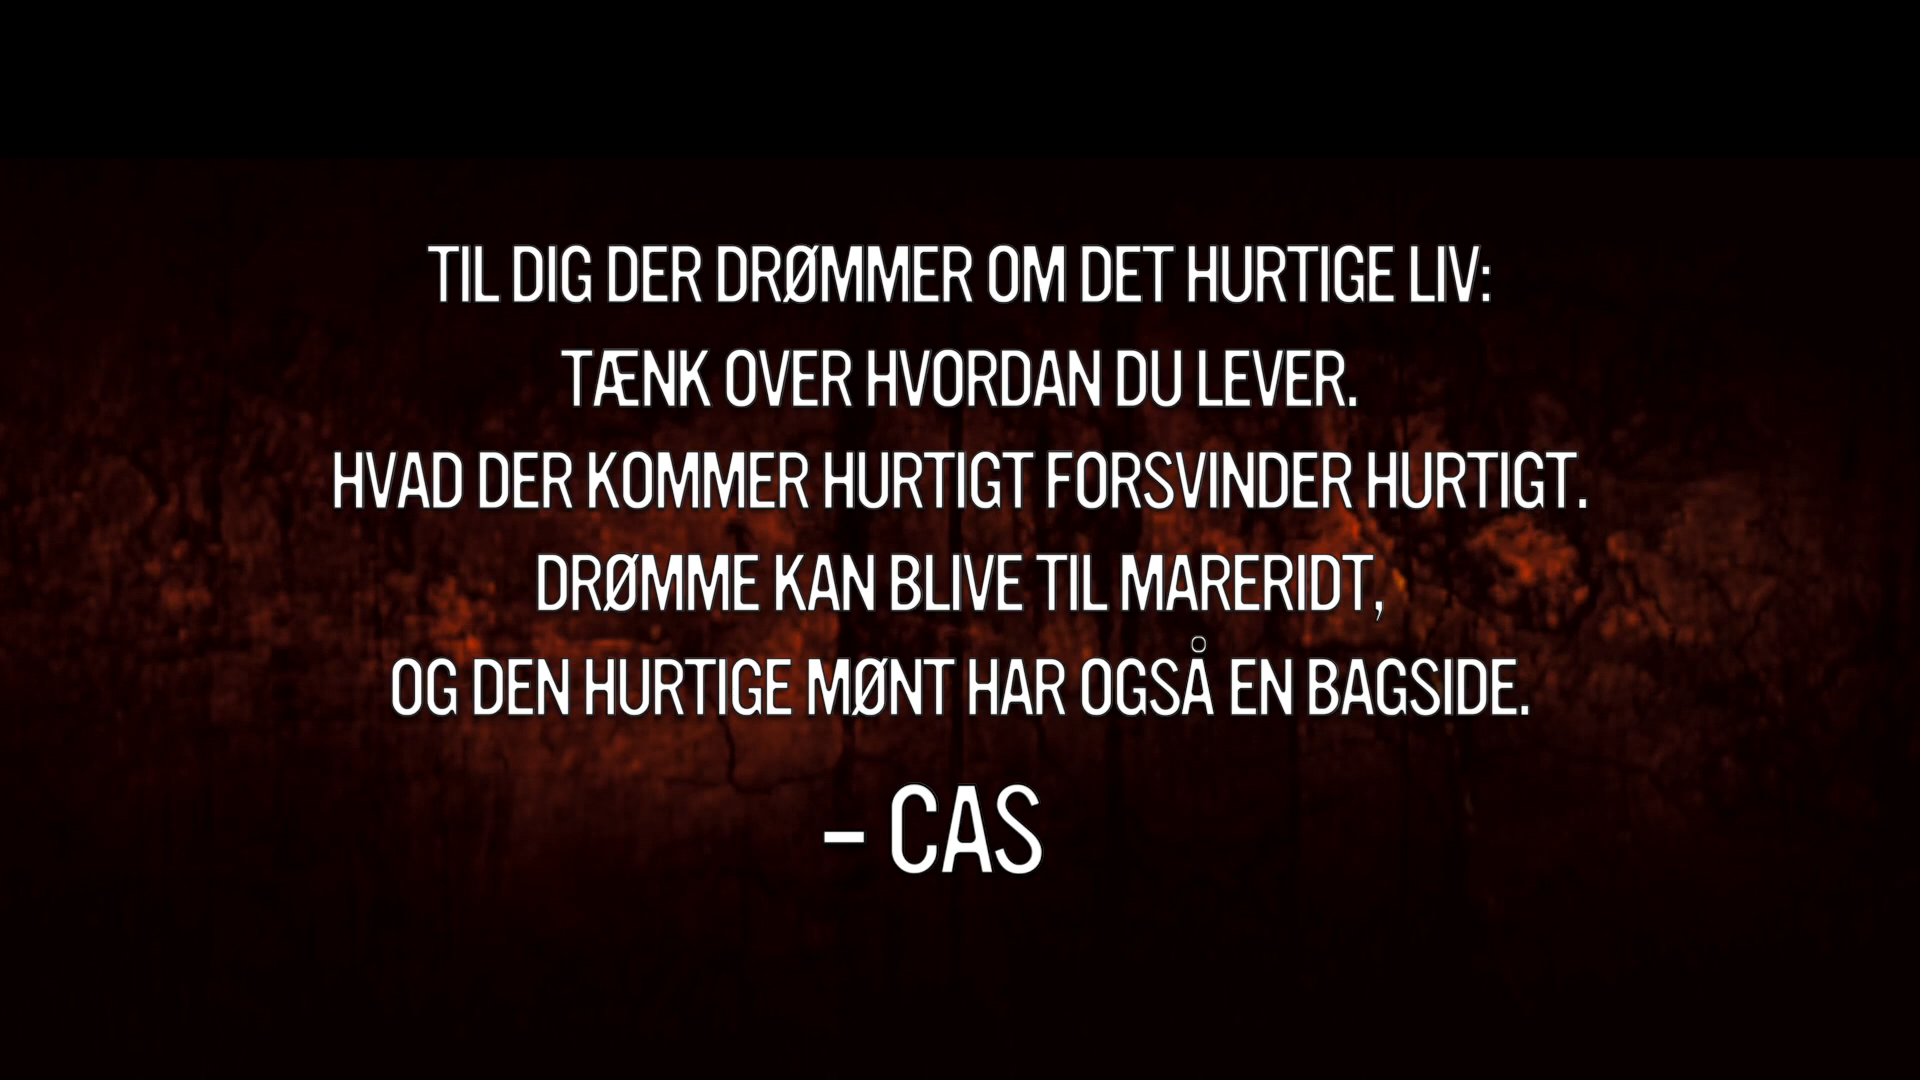 TIL DIG DER DRØMMER OM DET HURTIGE LIV:
TÆNK OVER HVORDAN DU LEVER.
HVAD DER KOMMER HURTIGT FORSVINDER HURTIGT.
DRØMME KAN BLIVE TIL MARERIDT,
OG DEN HURTIGE MØNT HAR OGSÅ EN BAGSIDE.
– CAS